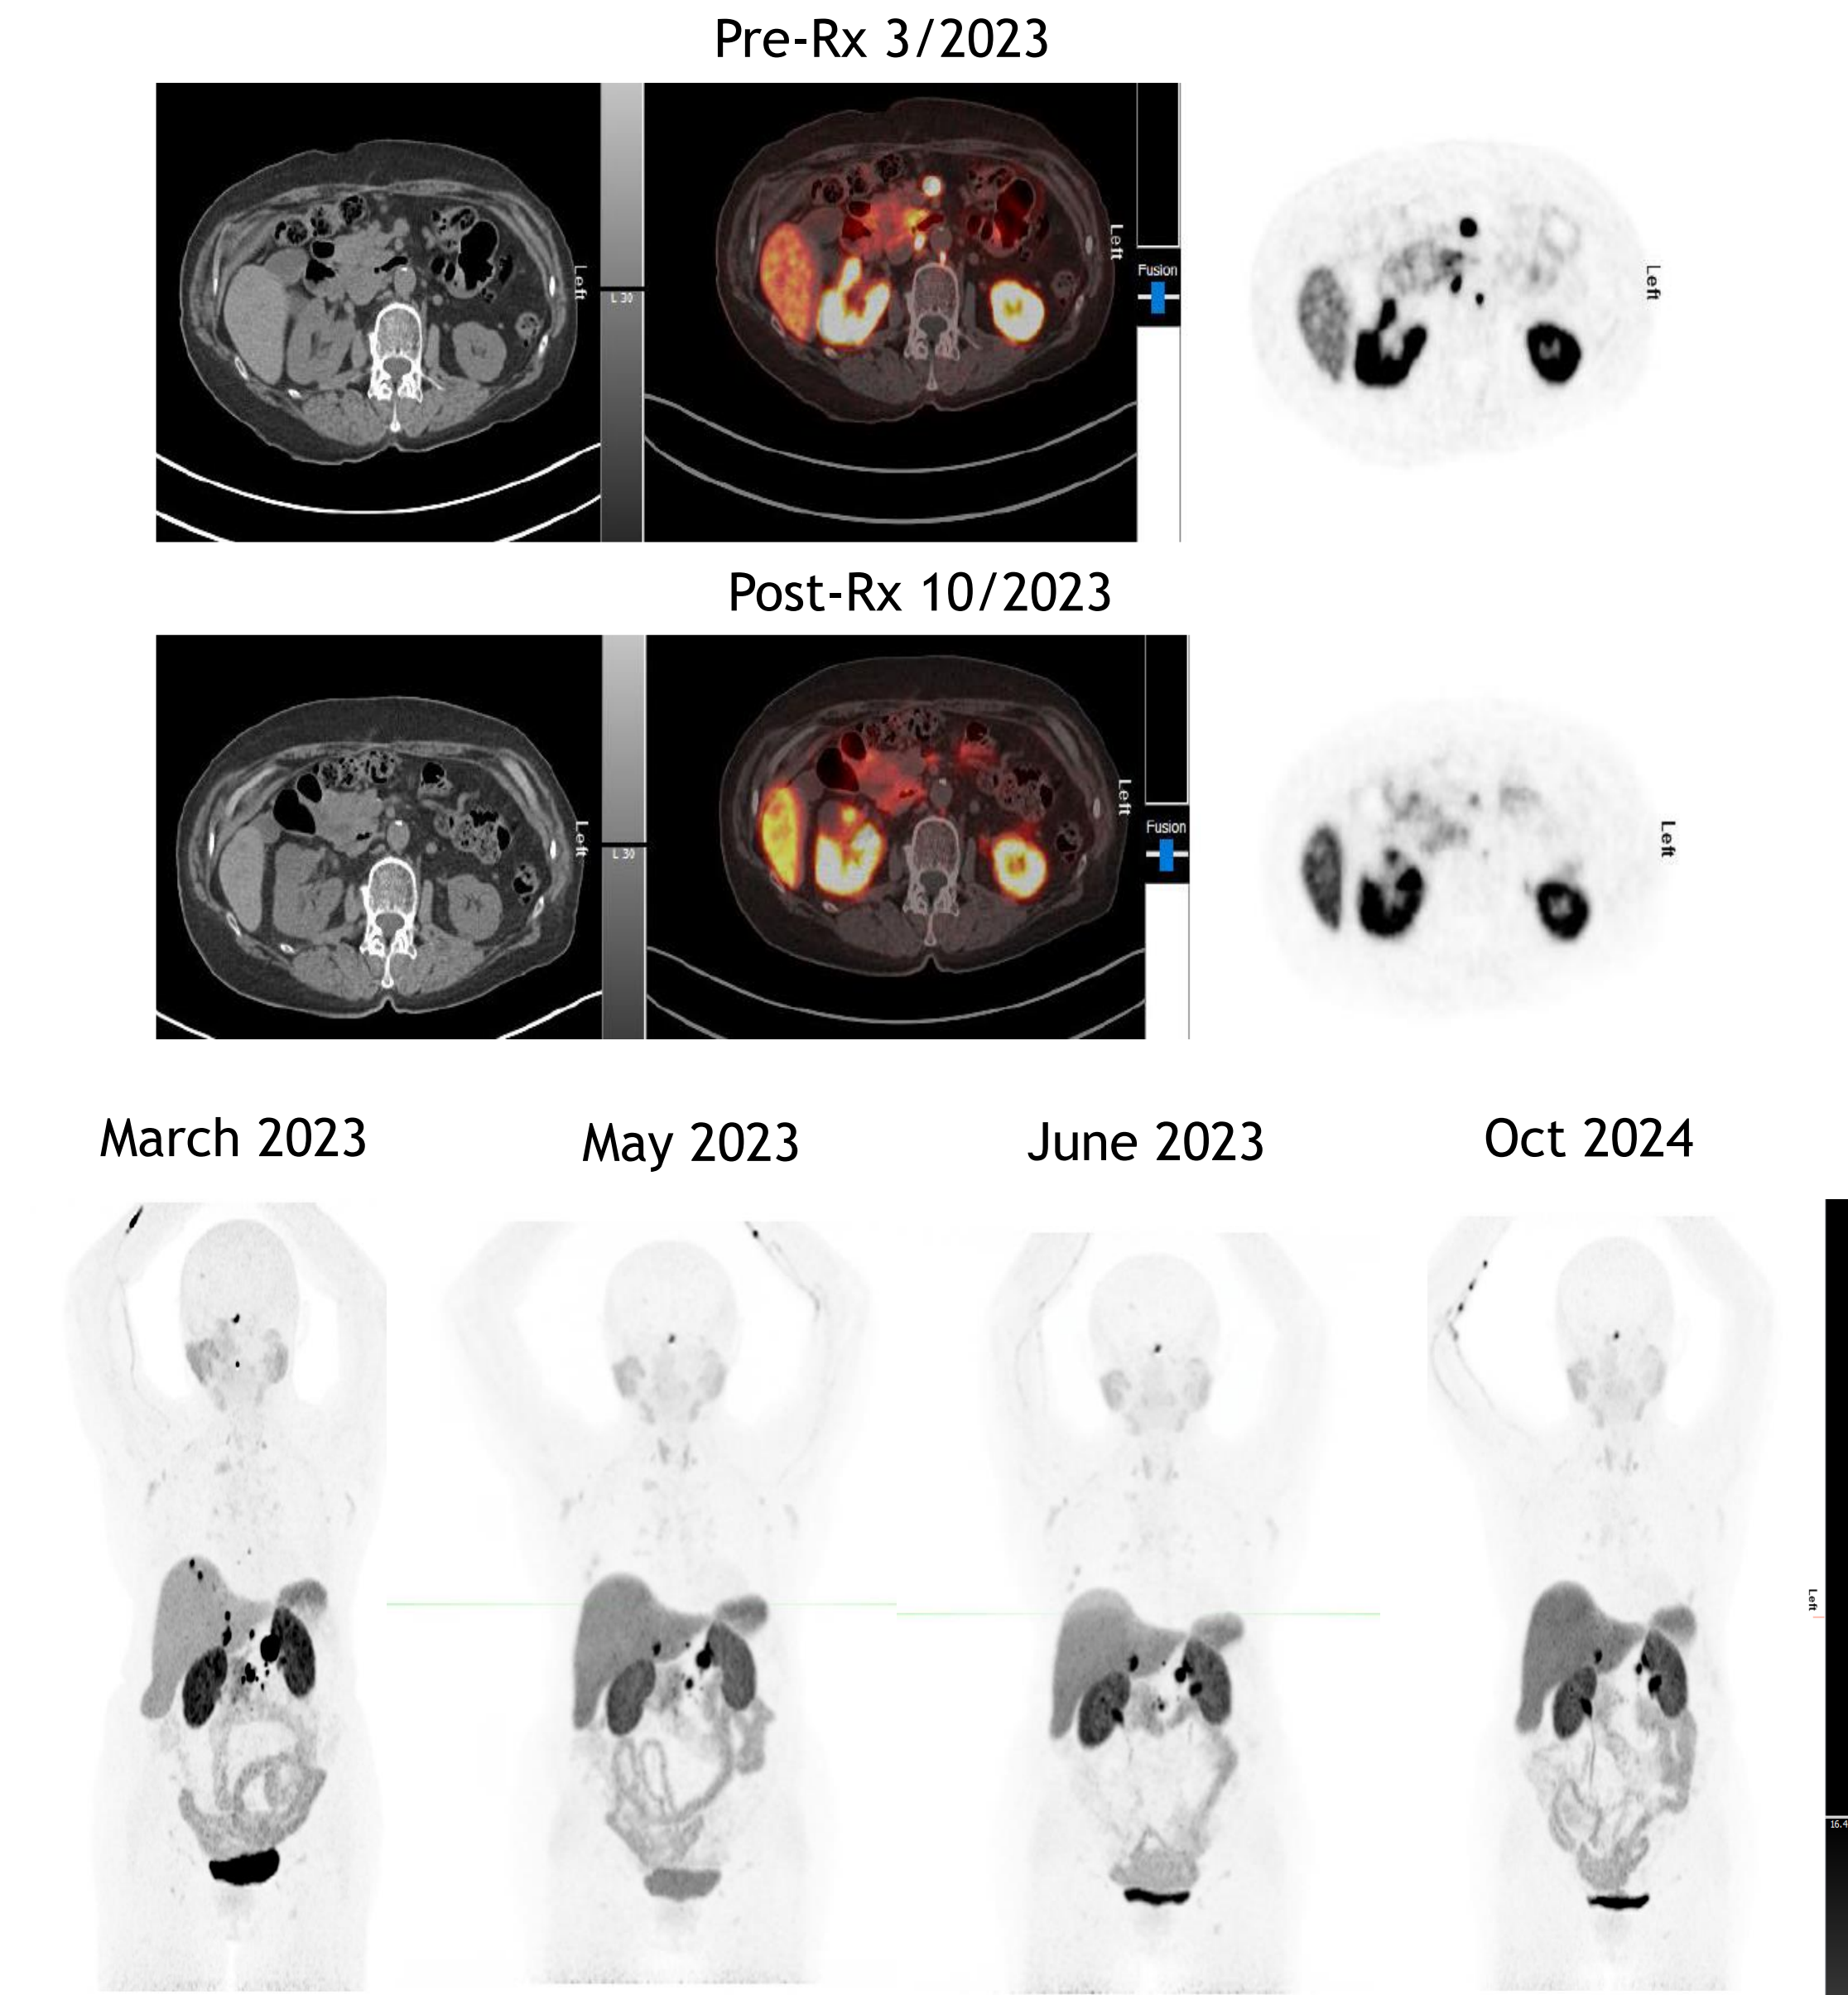 Pre-Rx 3/2023
Left
L 30
Left
Fusion
Left
Post-Rx 10/2023
Left
L 30
Left
Fusion
Left
March 2023
May 2023
June 2023
Oct 2024
Left
16.4